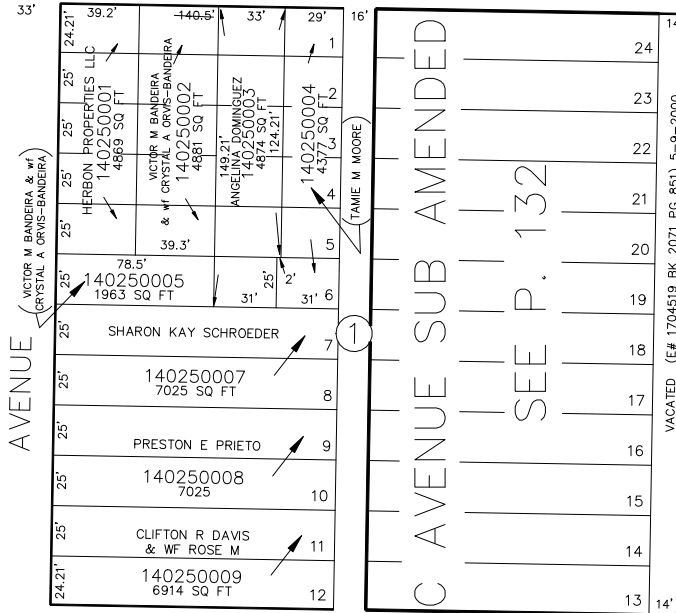 33'
39.2'
140.5'
33'
29'
16'
14'
24.21'
25'
25'
25'
25'
25'
25'
25'
25'
25'
25'
24.21'
HERBON PROPERTIES LLC
140250001
4869 SQ FT
VICTOR M BANDEIRA
& wf CRYSTAL A ORVIS-BANDEIRA
140250002
4881 SQ FT
149.21'
ANGELINA DOMINGUEZ
140250003
4874 SQ FT
124.21'
140250004
4377 SQ FT
TAMIE M MOORE
1
2
3
4
5
6
7
8
9
10
11
12
39.3'
78.5'
25'
2'
31'
31'
VICTOR M BANDEIRA & wf
CRYSTAL A ORVIS-BANDEIRA
140250005
1963 SQ FT
AVENUE
SHARON KAY SCHROEDER
140250007
7025 SQ FT
PRESTON E PRIETO
140250008
7025
CLIFTON R DAVIS
& WF ROSE M
140250009
6914 SQ FT
1
C AVENUE SUB AMENDED
SEE P. 132
24
23
22
21
20
19
18
17
16
15
14
13
14'
VACATED (E# 1704519 BK 2071 PG 851) 5-9-2000